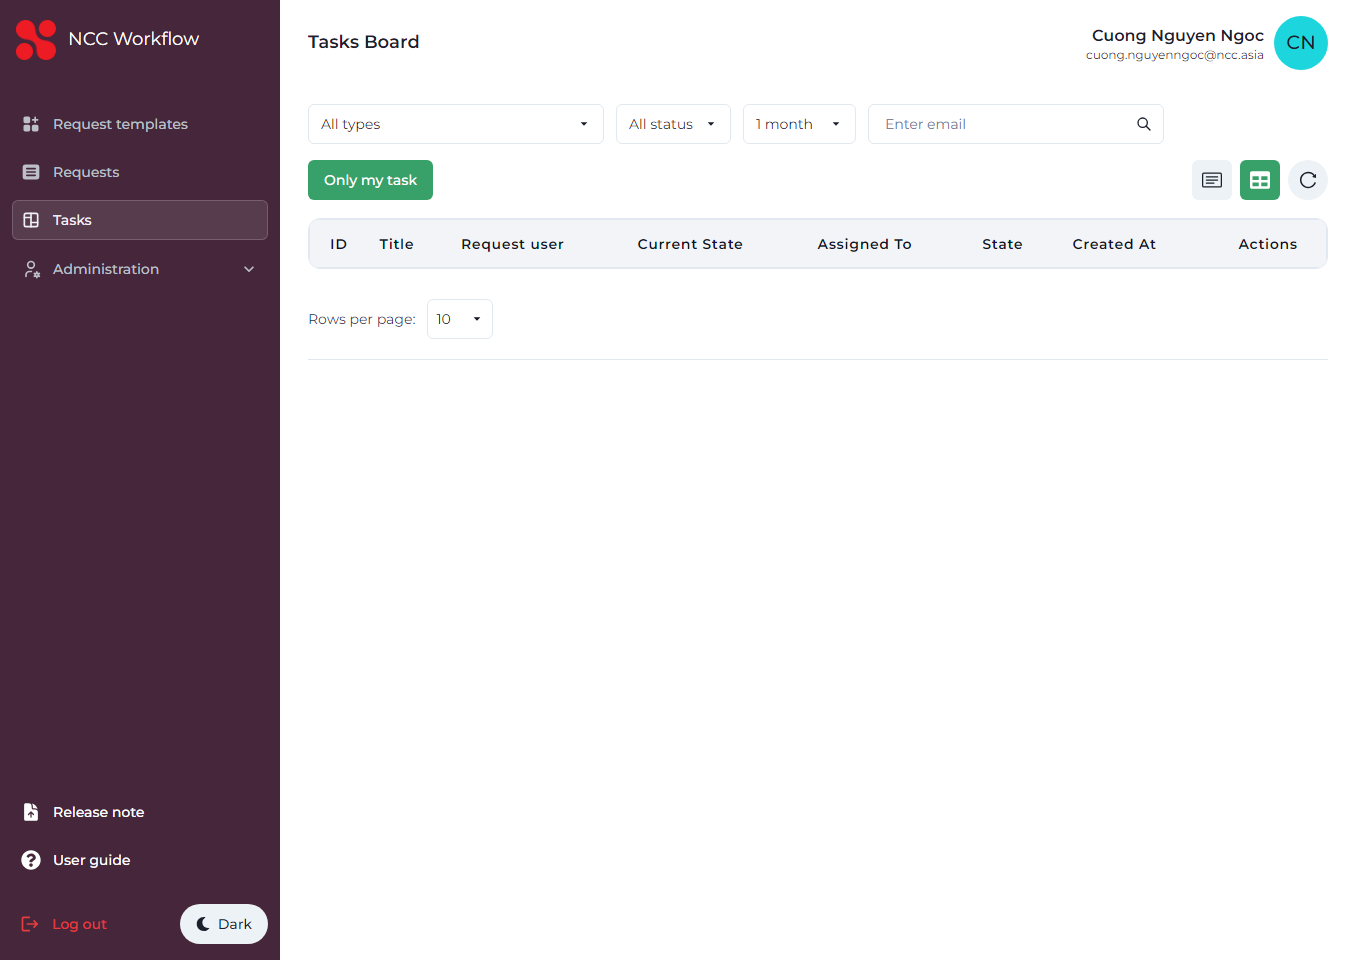 NCC Workflow
Request templates
Requests
Tasks
Administration
Release note
User guide
Log out
Dark
Tasks Board
Cuong Nguyen Ngoc
cuong.nguyenngoc@ncc.asia
CN
All types
All status
1 month
Enter email
Only my task
ID Title Request user Current State Assigned To State Created At Actions
Rows per page: 10